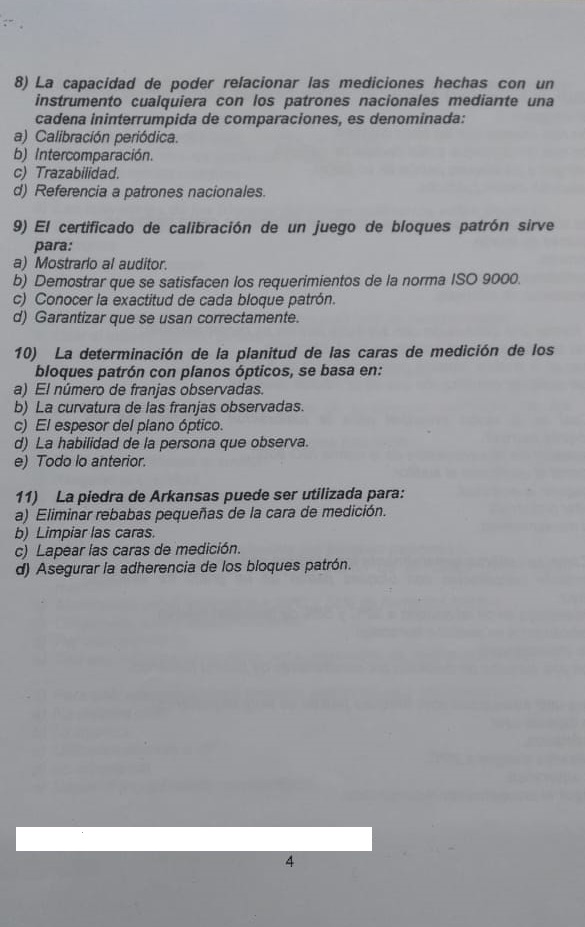 8) La capacidad de poder relacionar las mediciones hechas con un
instrumento cualquiera con los patrones nacionales mediante una
cadena ininterrumpida de comparaciones, es denominada:
a) Calibración periódica.
b) Intercomparación.
c) Trazabilidad.
d) Referencia a patrones nacionales.
9) El certificado de calibración de un juego de bloques patrón sirve
para:
a) Mostrarlo al auditor.
b) Demostrar que se satisfacen los requerimientos de la norma ISO 9000.
c) Conocer la exactitud de cada bloque patrón.
d) Garantizar que se usan correctamente.
10) La determinación de la planitud de las caras de medición de los
bloques patrón con planos ópticos, se basa en:
a) El número de franjas observadas.
b) La curvatura de las franjas observadas.
c) El espesor del plano óptico.
d) La habilidad de la persona que observa.
e) Todo lo anterior.
11) La piedra de Arkansas puede ser utilizada para:
a) Eliminar rebabas pequeñas de la cara de medición.
b) Limpiar las caras.
c) Lapear las caras de medición.
d) Asegurar la adherencia de los bloques patrón.
4